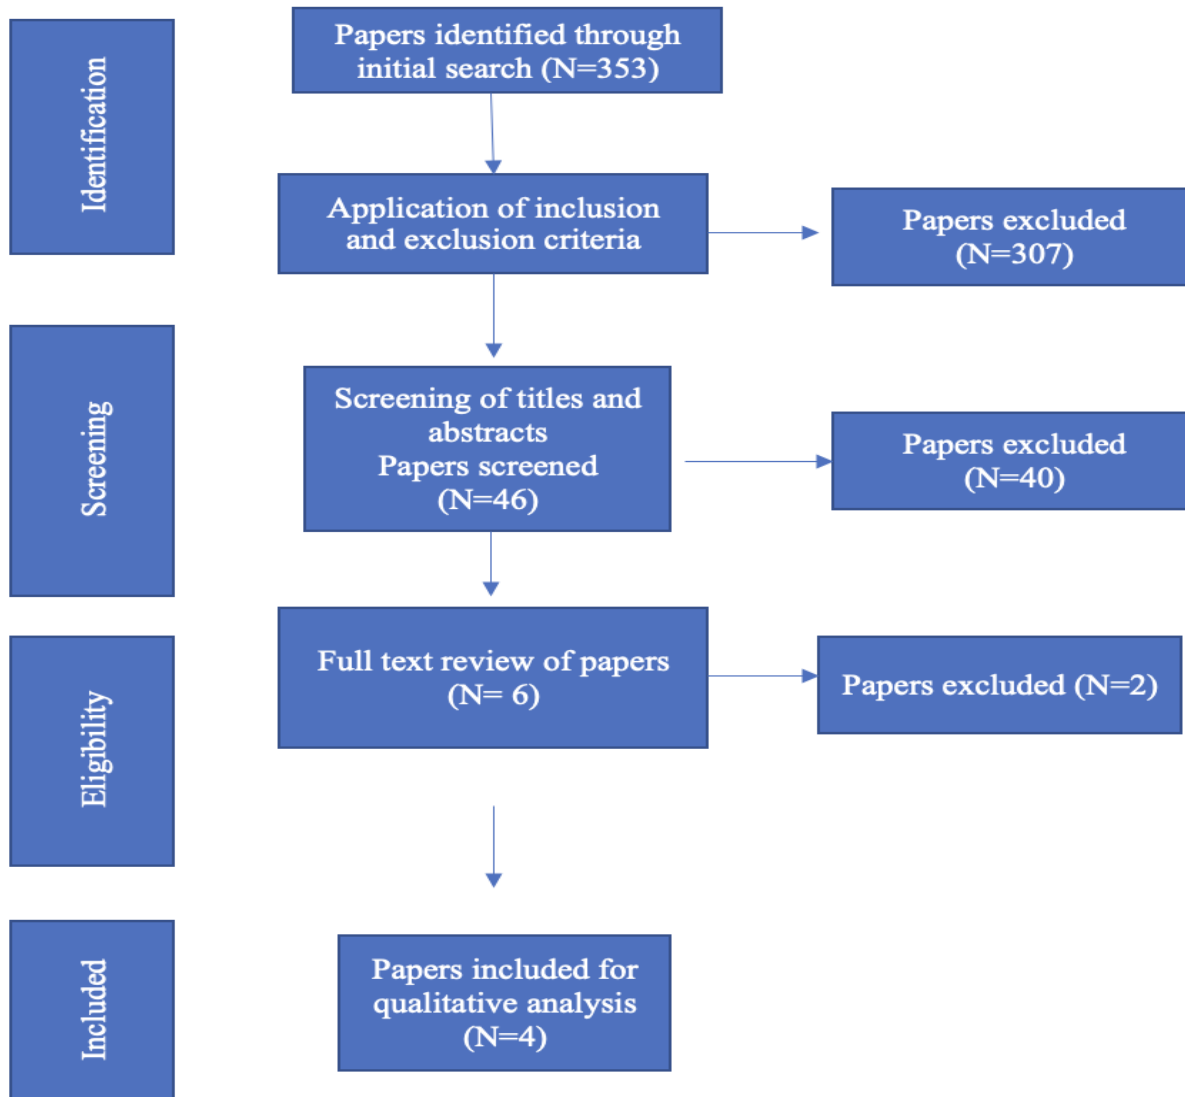 Identification
Papers identified through
initial search (N=353)
Application of inclusion
and exclusion criteria
Papers excluded
(N=307)
Screening
Screening of titles and
abstracts
Papers screened
(N=46)
Papers excluded
(N=40)
Eligibility
Full text review of papers
(N= 6)
Papers excluded (N=2)
Included
Papers included for
qualitative analysis
(N=4)